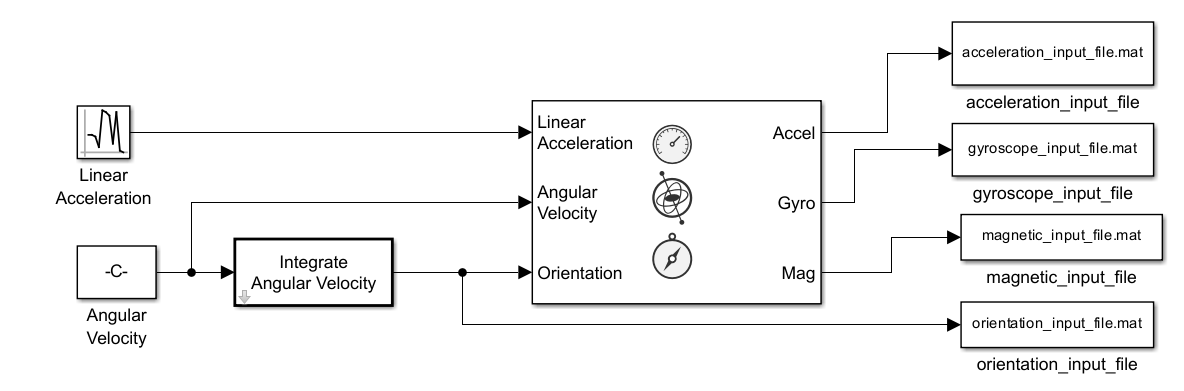 Linear
Acceleration
-C-
Angular
Velocity
Integrate
Angular Velocity
Linear
Acceleration
Angular
Velocity
Orientation
Accel
Gyro
Mag
acceleration_input_file.mat
acceleration_input_file
gyroscope_input_file.mat
gyroscope_input_file
magnetic_input_file.mat
magnetic_input_file
orientation_input_file.mat
orientation_input_file